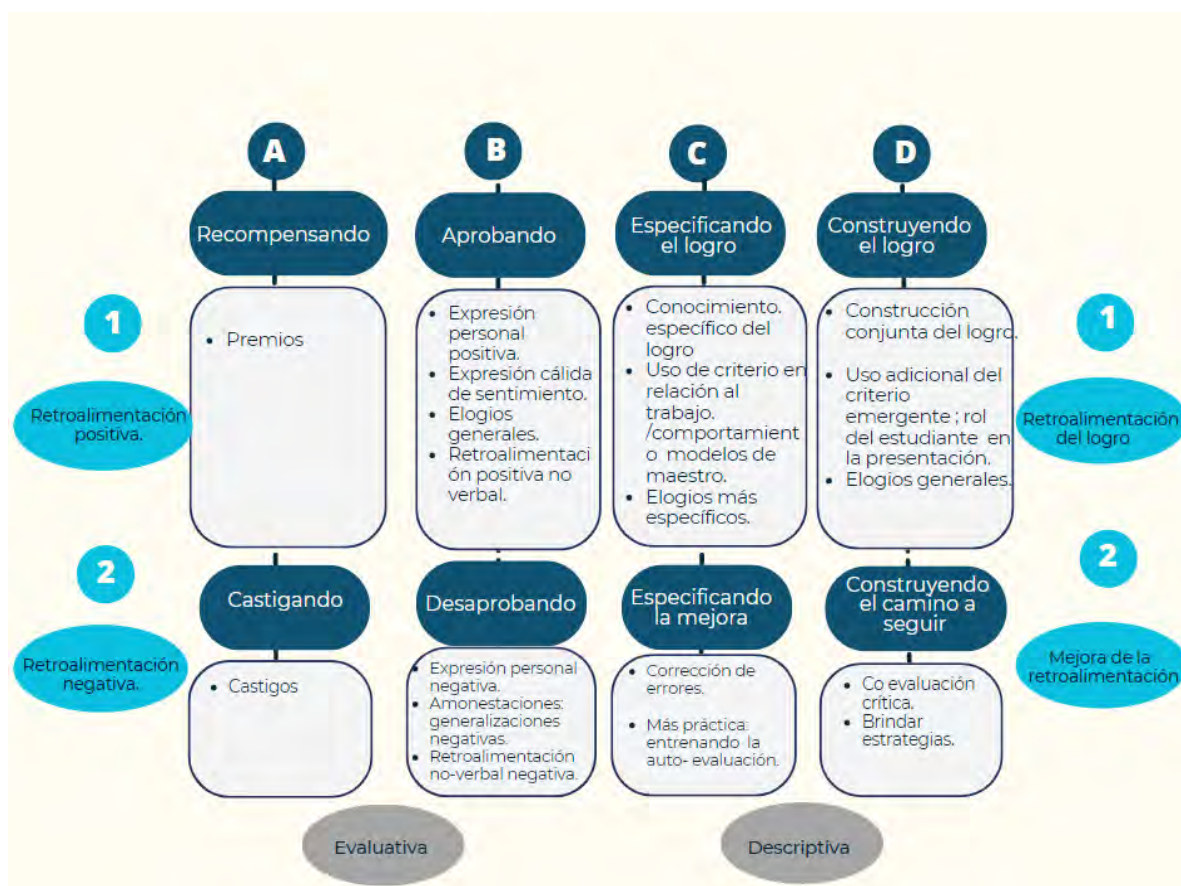 A
B
C
D
Recompensando
Aprobando
Especificando
el logro
Construyendo
el logro
1
Retroalimentación
positiva.
• Premios
• Expresión
personal
positiva.
• Expresión cálida
de sentimiento.
• Elogios
generales.
• Retroalimentaci
ón positiva no
verbal.
• Conocimiento.
específico del
logro
• Uso de criterio en
relación al
trabajo.
/comportamient
o modelos de
maestro.
• Elogios más
específicos.
• Construcción
conjunta del logro.
• Uso adicional del
criterio
emergente ; rol
del estudiante en
la presentación.
• Elogios generales.
1
Retroalimentación
del logro
2
Retroalimentación
negativa.
Castigando
Desaprobando
Especificando
la mejora
Construyendo
el camino a
seguir
• Castigos
• Expresión personal
negativa.
• Amonestaciones:
generalizaciones
negativas.
• Retroalimentación
no-verbal negativa.
• Corrección de
errores.
• Más práctica:
entrenando la
auto- evaluación.
• Co evaluación
crítica.
• Brindar
estrategias.
2
Mejora de la
retroalimentación
Evaluativa
Descriptiva